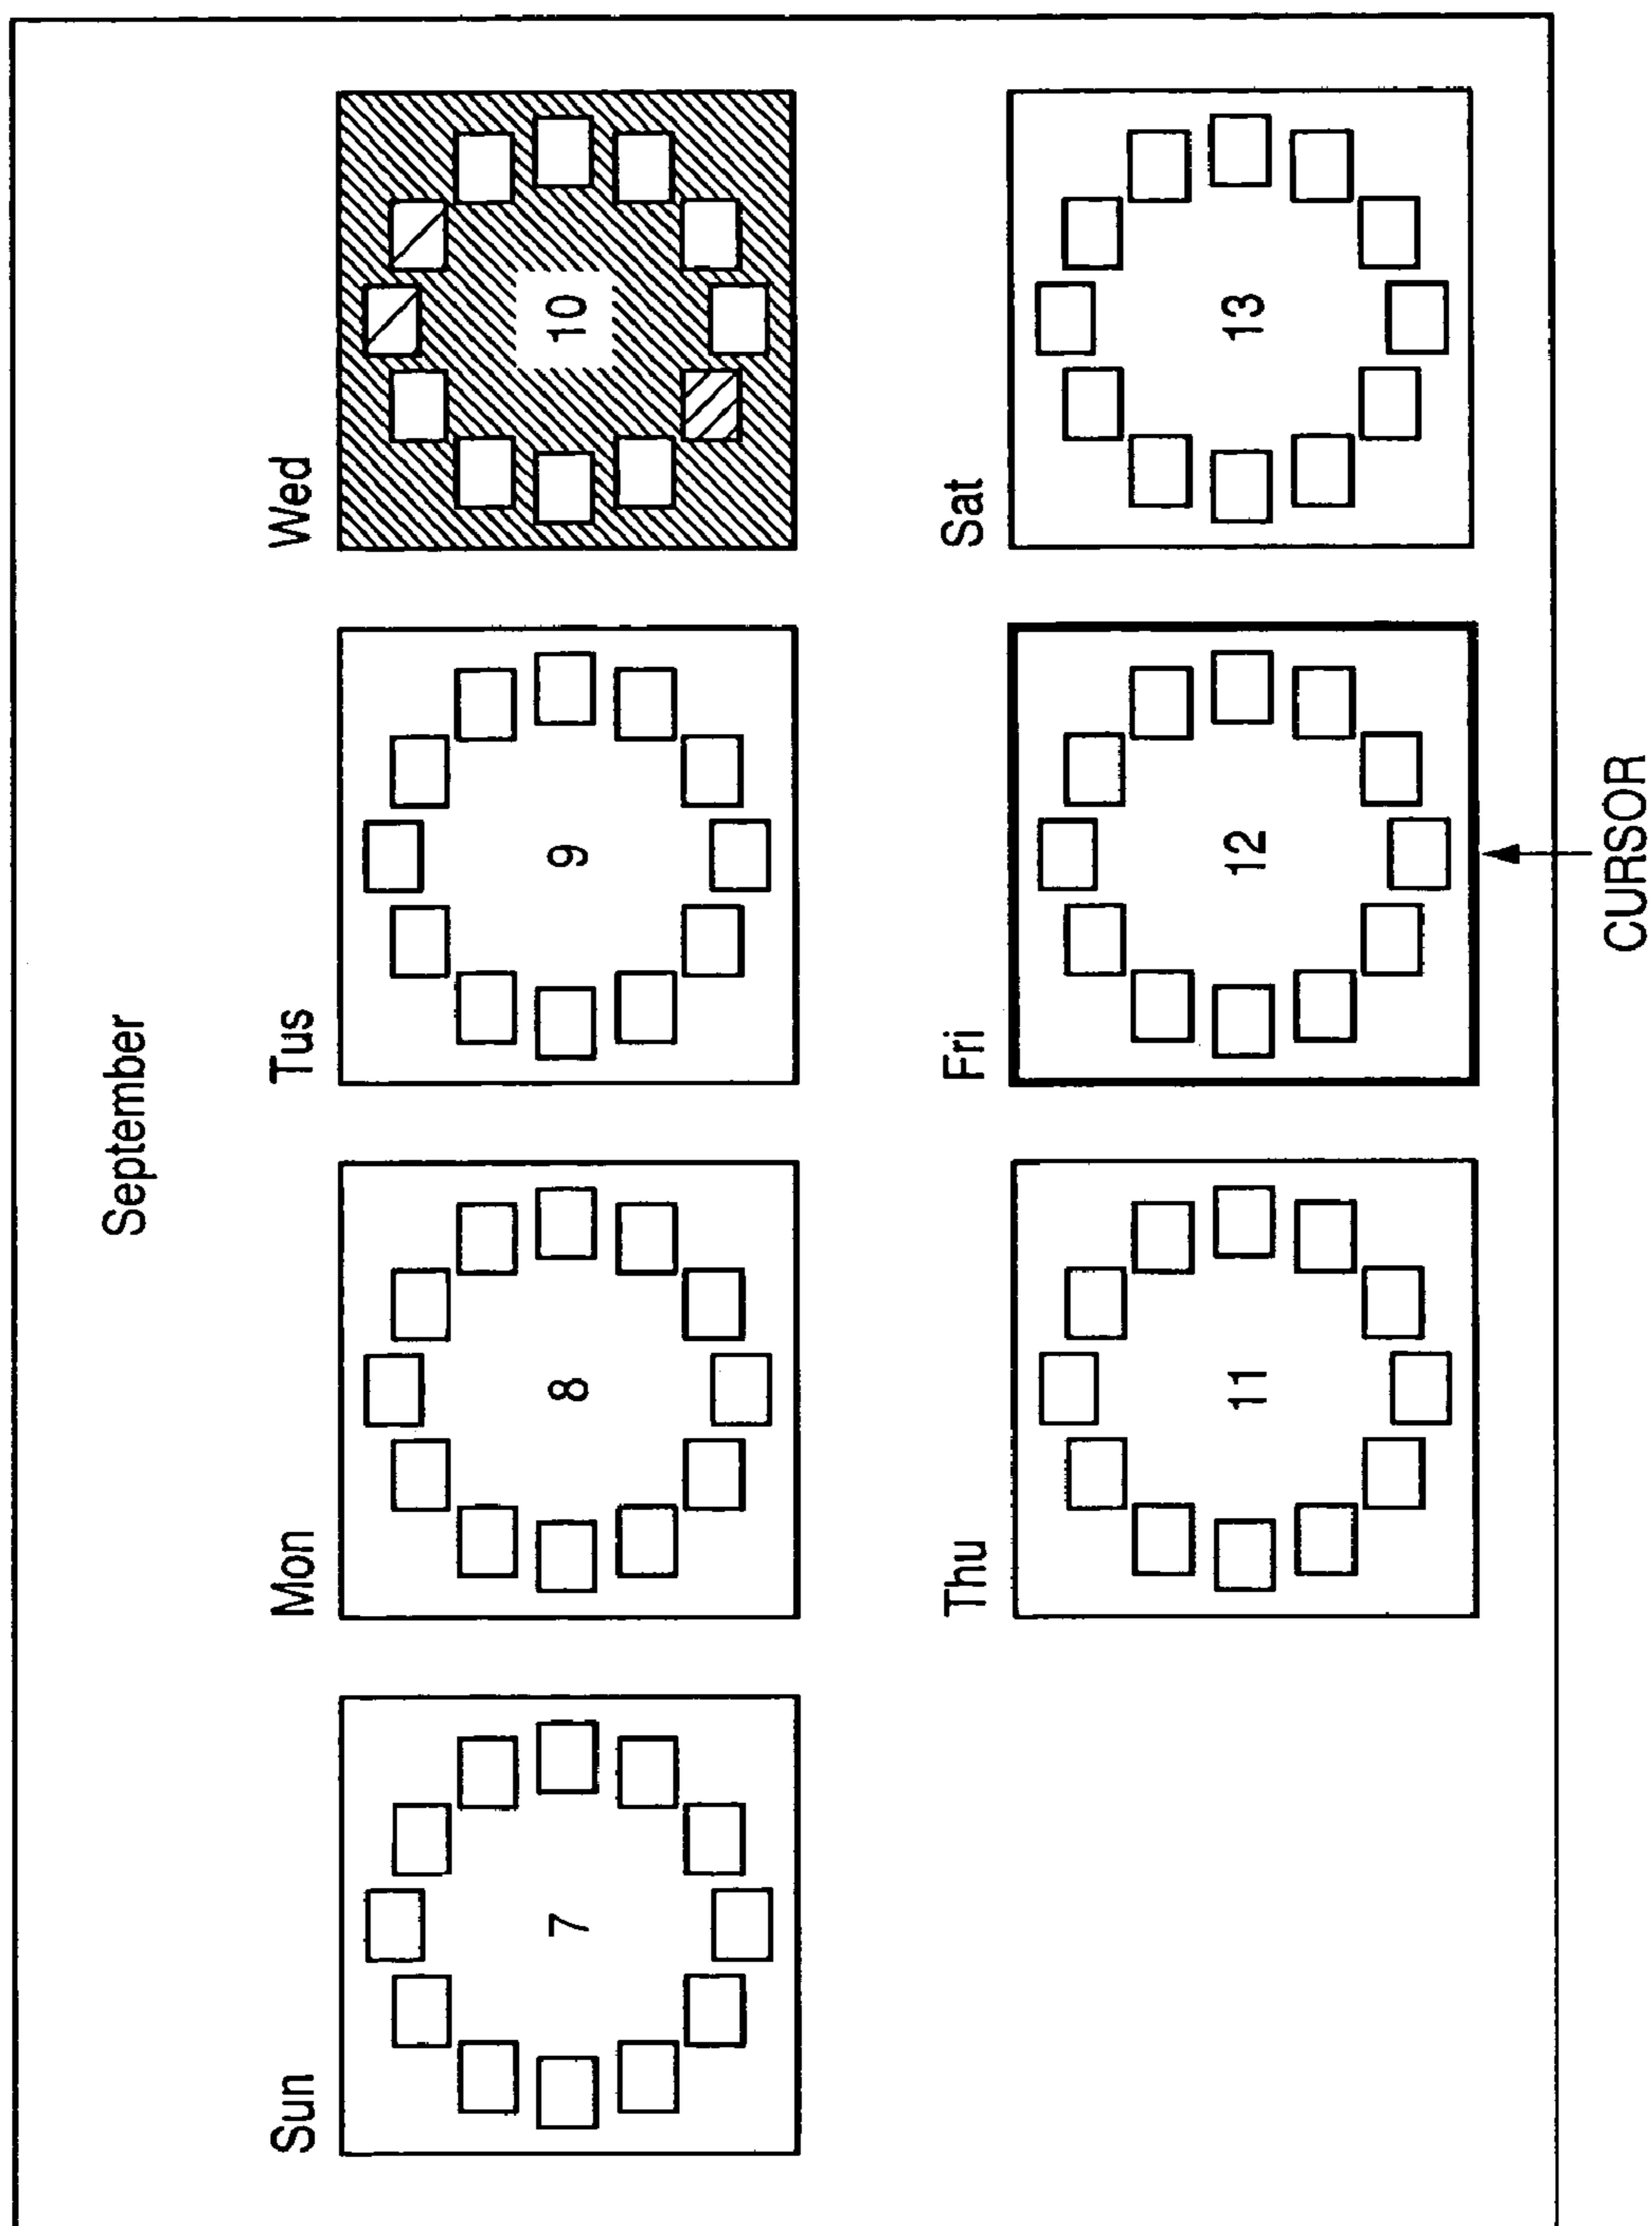 September
Sun Mon Tus Wed
7 8 9 10
Thu Fri Sat
11 12 13
CURSOR